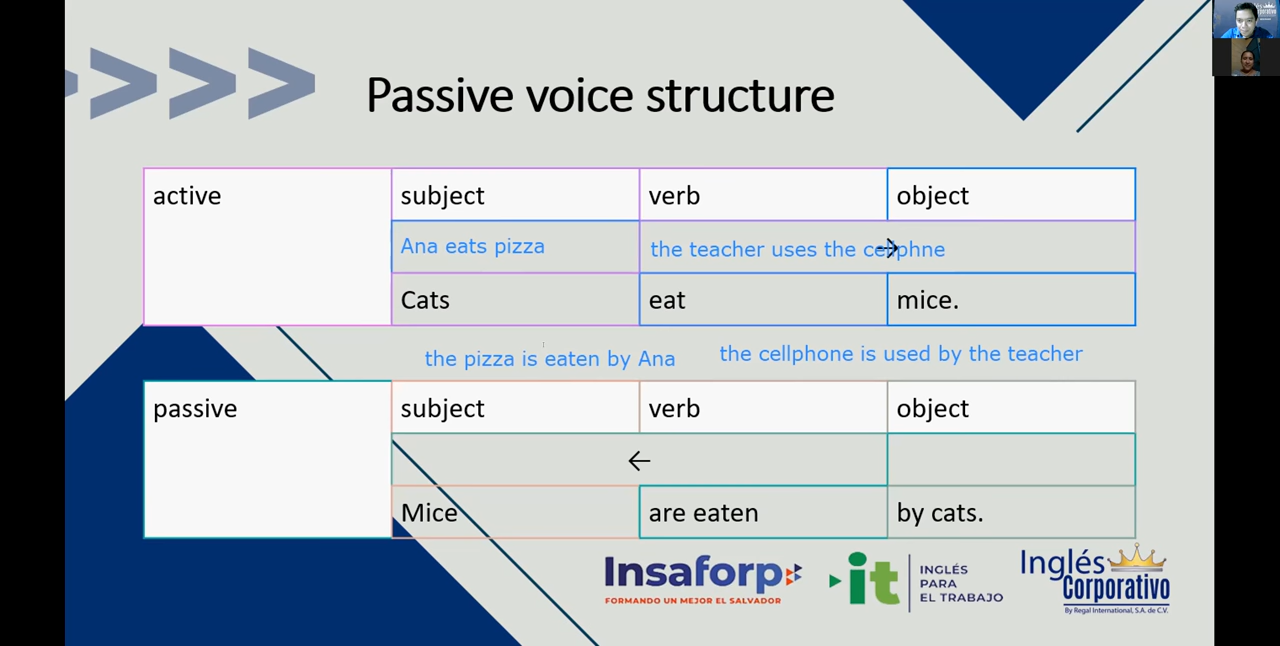 Passive voice structure
active subject verb object
Ana eats pizza the teacher uses the cellphne
→
Cats eat mice.
the pizza is eaten by Ana the cellphone is used by the teacher
passive subject verb object
←
Mice are eaten by cats.
Insaforp
FORMANDO UN MEJOR EL SALVADOR
it
INGLÉS
PARA
EL TRABAJO
Inglés
Corporativo
By Regal International, S.A. de C.V.